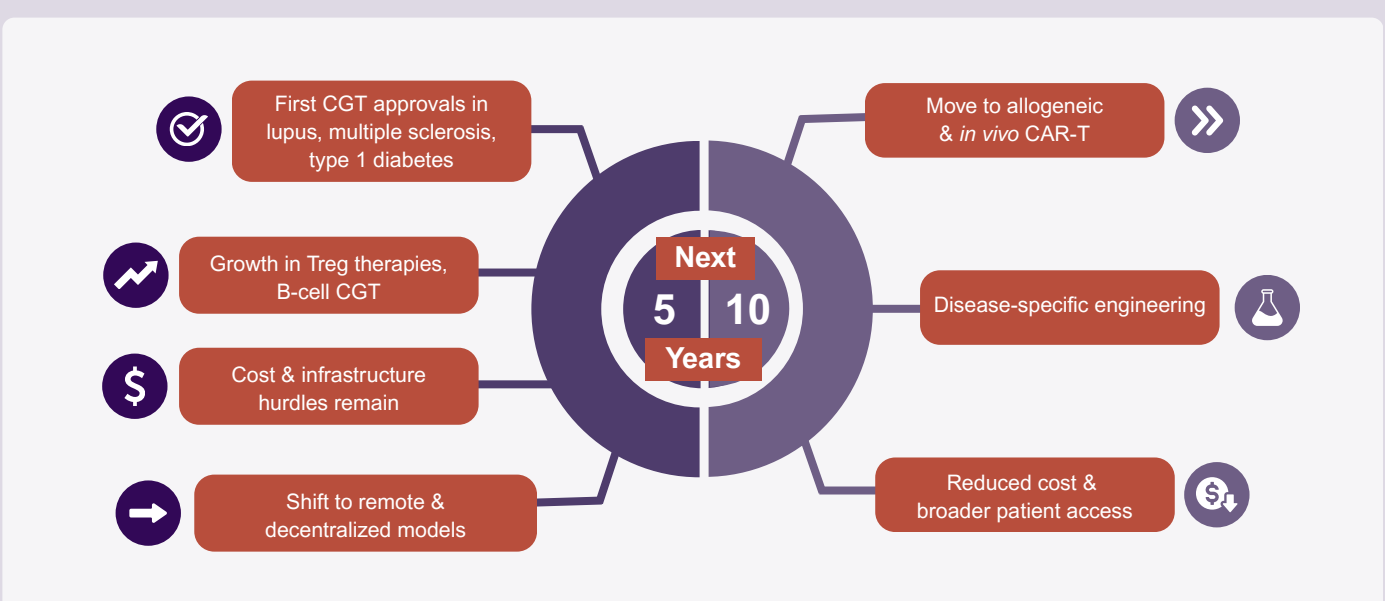 First CGT approvals in
lupus, multiple sclerosis,
type 1 diabetes
Growth in Treg therapies,
B-cell CGT
Cost & infrastructure
hurdles remain
Shift to remote &
decentralized models
Next
5 10
Years
Move to allogeneic
& in vivo CAR-T
Disease-specific engineering
Reduced cost &
broader patient access